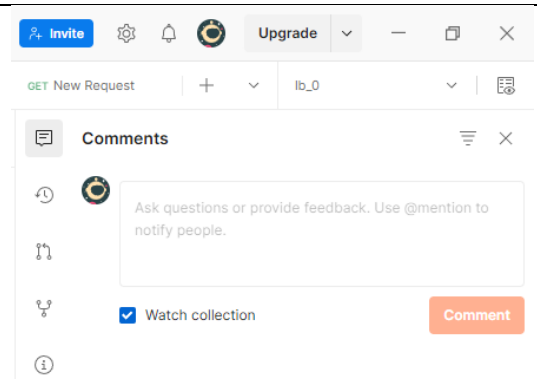 Invite
Upgrade
GET New Request
lb_0
Comments
Ask questions or provide feedback. Use @mention to
notify people.
Watch collection
Comment